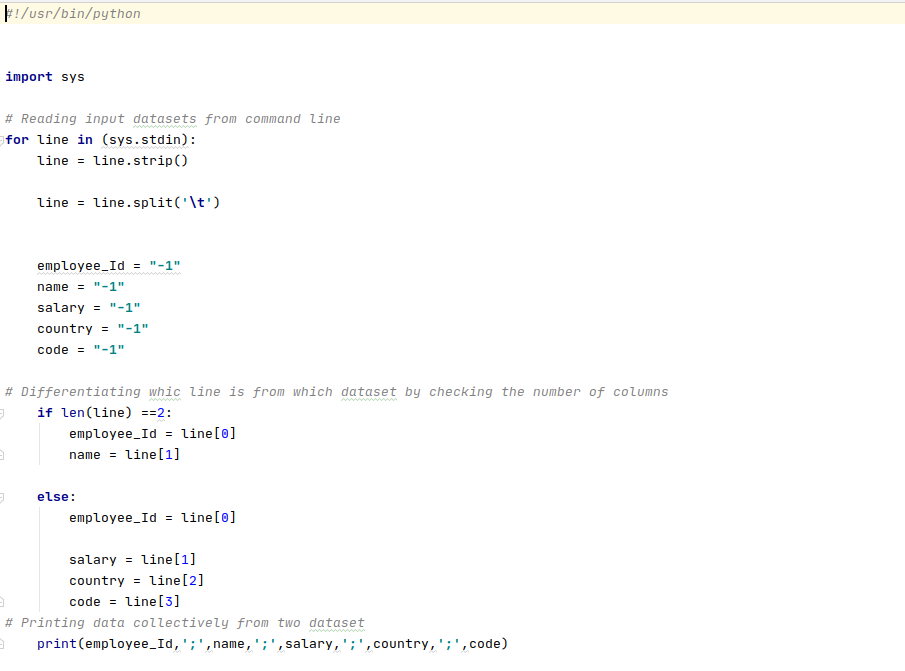 #!/usr/bin/python
import sys
# Reading input datasets from command line
for line in (sys.stdin):
    line = line.strip()
    line = line.split('\t')
    employee_Id = "-1"
    name = "-1"
    salary = "-1"
    country = "-1"
    code = "-1"
# Differentiating whic line is from which dataset by checking the number of columns
    if len(line) ==2:
        employee_Id = line[0]
        name = line[1]
    else:
        employee_Id = line[0]
        salary = line[1]
        country = line[2]
        code = line[3]
# Printing data collectively from two dataset
    print(employee_Id,';',name,';',salary,';',country,';',code)